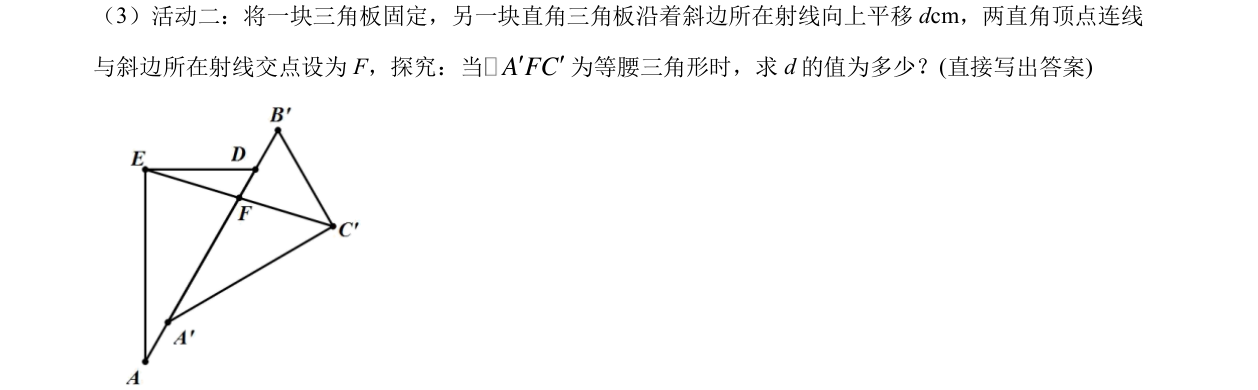 （3）活动二：将一块三角板固定，另一块直角三角板沿着斜边所在射线向上平移 dcm，两直角顶点连线
与斜边所在射线交点设为 F，探究：当□A′FC′ 为等腰三角形时，求 d 的值为多少？(直接写出答案)
B′
E
D
F
C′
A′
A